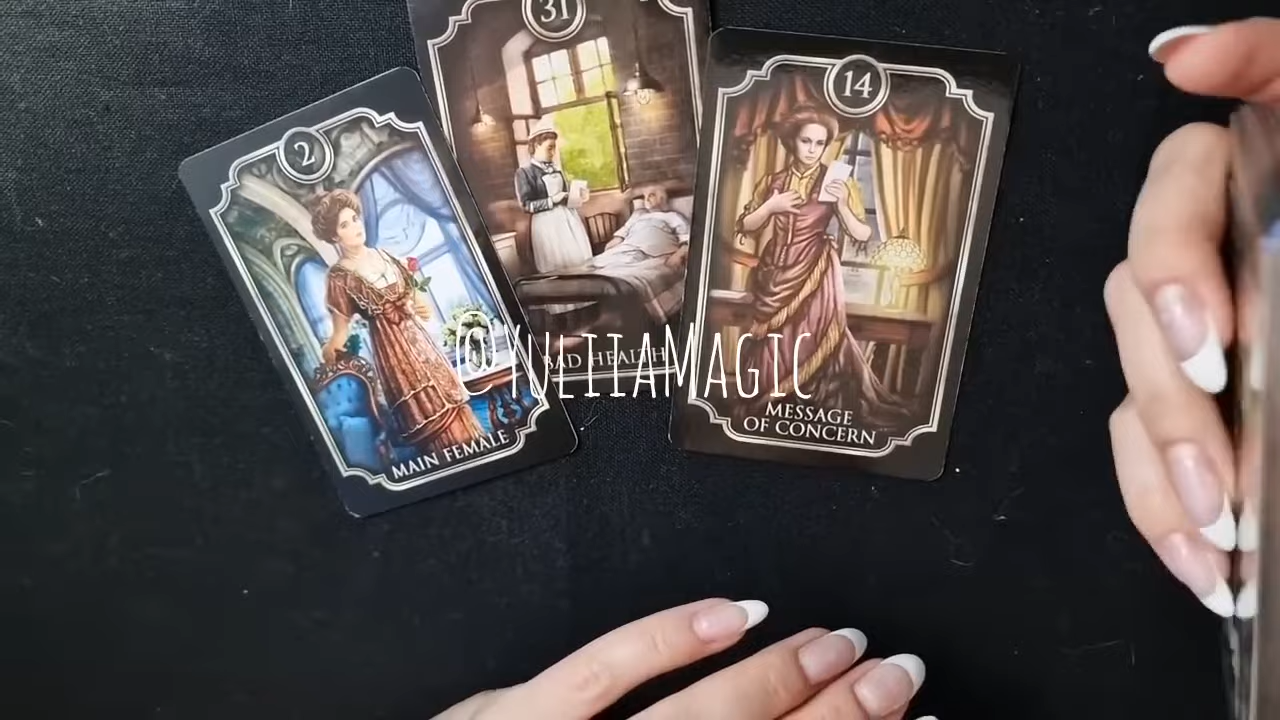 2
MAIN FEMALE
31
BAD HEALTH
14
MESSAGE
OF CONCERN
@YULIIAMAGIC